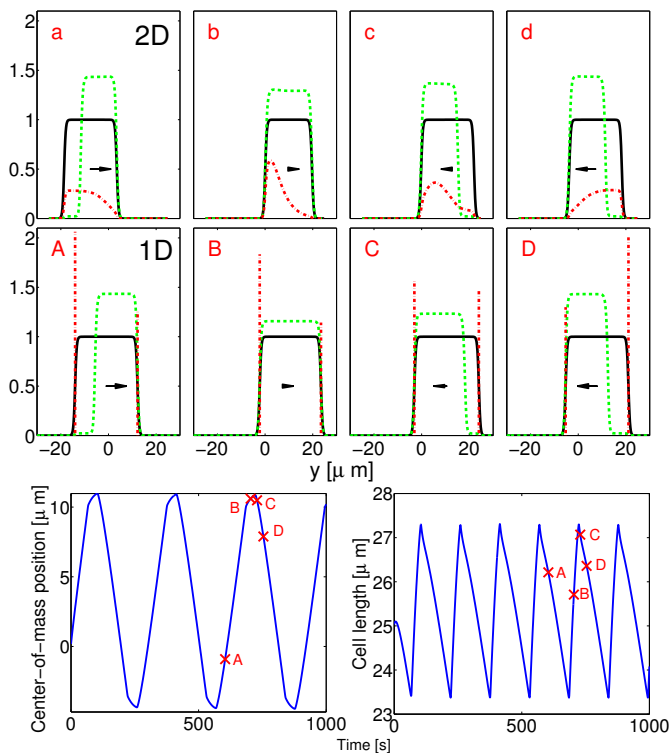 a 2D b c d
2
1.5
1
0.5
0
A 1D B C D
2
1.5
1
0.5
0
−20 0 20 −20 0 20 −20 0 20 −20 0 20
y [μ m]
Center−of−mass position [μ m]
10
5
0
B C
D
A
0 500 1000
Cell length [μ m]
28
27
26
25
24
23
C
A D
B
0 500 1000
Time [s]